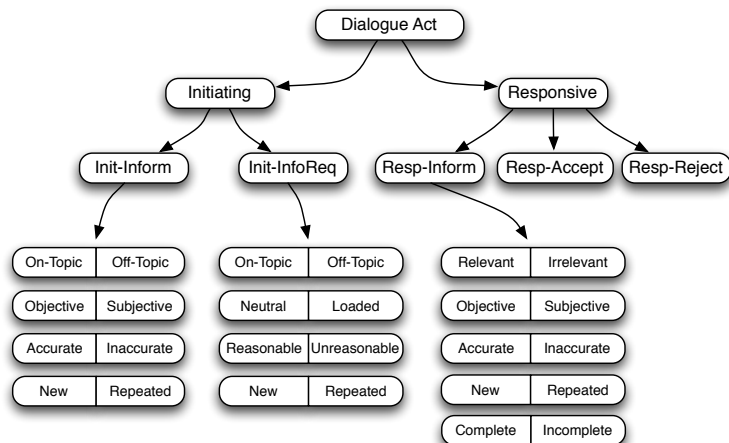 Dialogue Act
Initiating
Responsive
Init-Inform
Init-InfoReq
Resp-Inform
Resp-Accept
Resp-Reject
On-Topic Off-Topic
Objective Subjective
Accurate Inaccurate
New Repeated
On-Topic Off-Topic
Neutral Loaded
Reasonable Unreasonable
New Repeated
Relevant Irrelevant
Objective Subjective
Accurate Inaccurate
New Repeated
Complete Incomplete